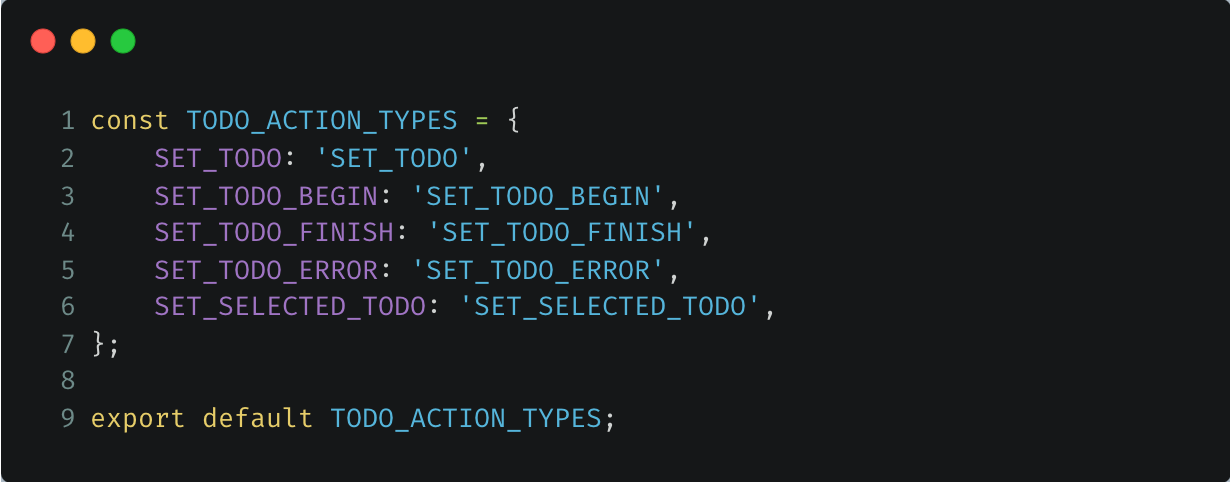 1 const TODO_ACTION_TYPES = {
2     SET_TODO: 'SET_TODO',
3     SET_TODO_BEGIN: 'SET_TODO_BEGIN',
4     SET_TODO_FINISH: 'SET_TODO_FINISH',
5     SET_TODO_ERROR: 'SET_TODO_ERROR',
6     SET_SELECTED_TODO: 'SET_SELECTED_TODO',
7 };
8
9 export default TODO_ACTION_TYPES;